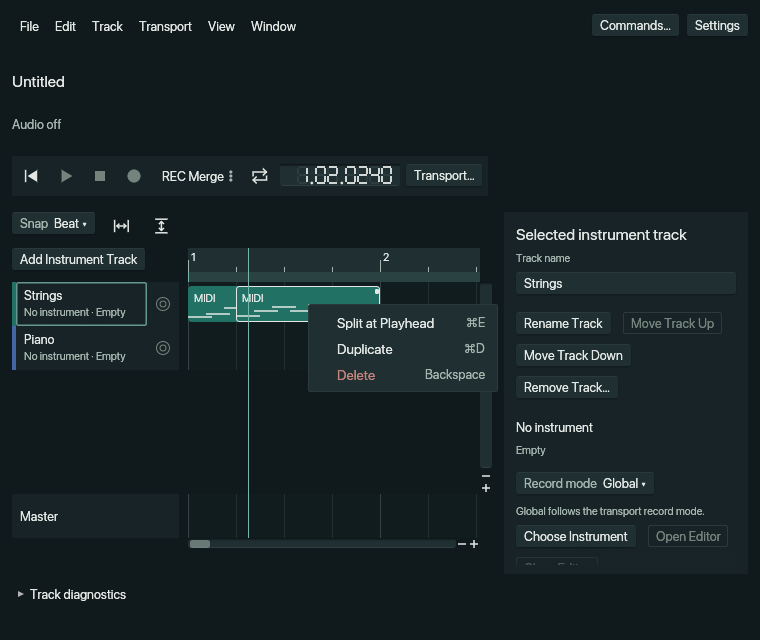 File Edit Track Transport View Window Commands... Settings
Untitled
Audio off
REC Merge 1.02.0240 Transport...
Snap Beat
Add Instrument Track
1 2
Strings
No instrument · Empty
Piano
No instrument · Empty
MIDI MIDI
Split at Playhead ⌘E
Duplicate ⌘D
Delete Backspace
Master
Selected instrument track
Track name
Strings
Rename Track Move Track Up
Move Track Down
Remove Track...
No instrument
Empty
Record mode Global
Global follows the transport record mode.
Choose Instrument Open Editor
Track diagnostics